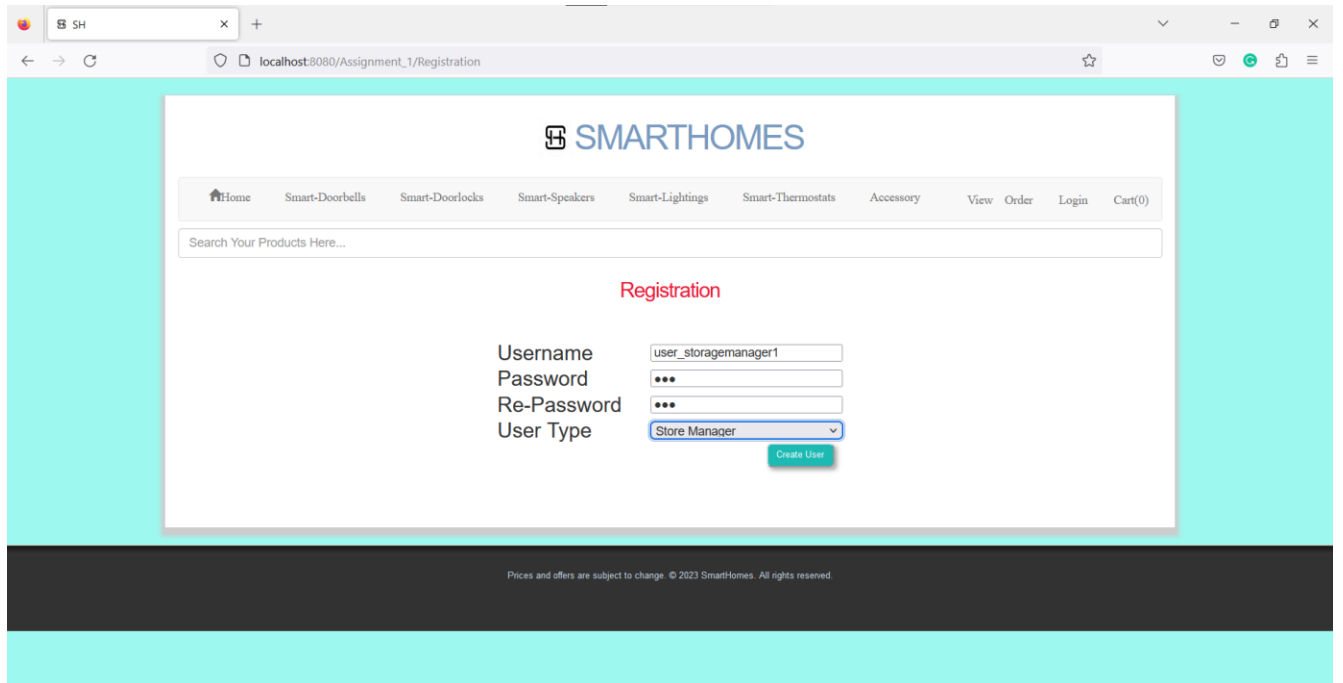 SH
localhost:8080/Assignment_1/Registration
SMARTHOMES
Home Smart-Doorbells Smart-Doorlocks Smart-Speakers Smart-Lightings Smart-Thermostats Accessory View Order Login Cart(0)
Search Your Products Here...
Registration
Username user_storagemanager1
Password •••
Re-Password •••
User Type Store Manager
Create User
Prices and offers are subject to change. © 2023 SmartHomes. All rights reserved.